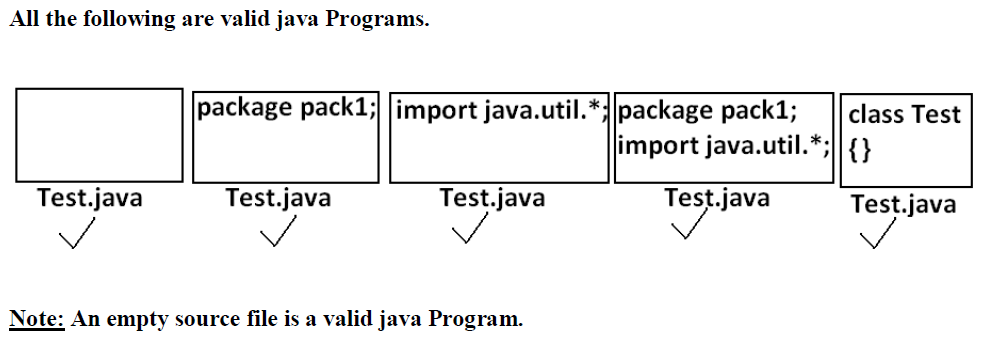 All the following are valid java Programs.
package pack1;
import java.util.*;
package pack1;
import java.util.*;
class Test
{}
Test.java
Test.java
Test.java
Test.java
Test.java
Note: An empty source file is a valid java Program.